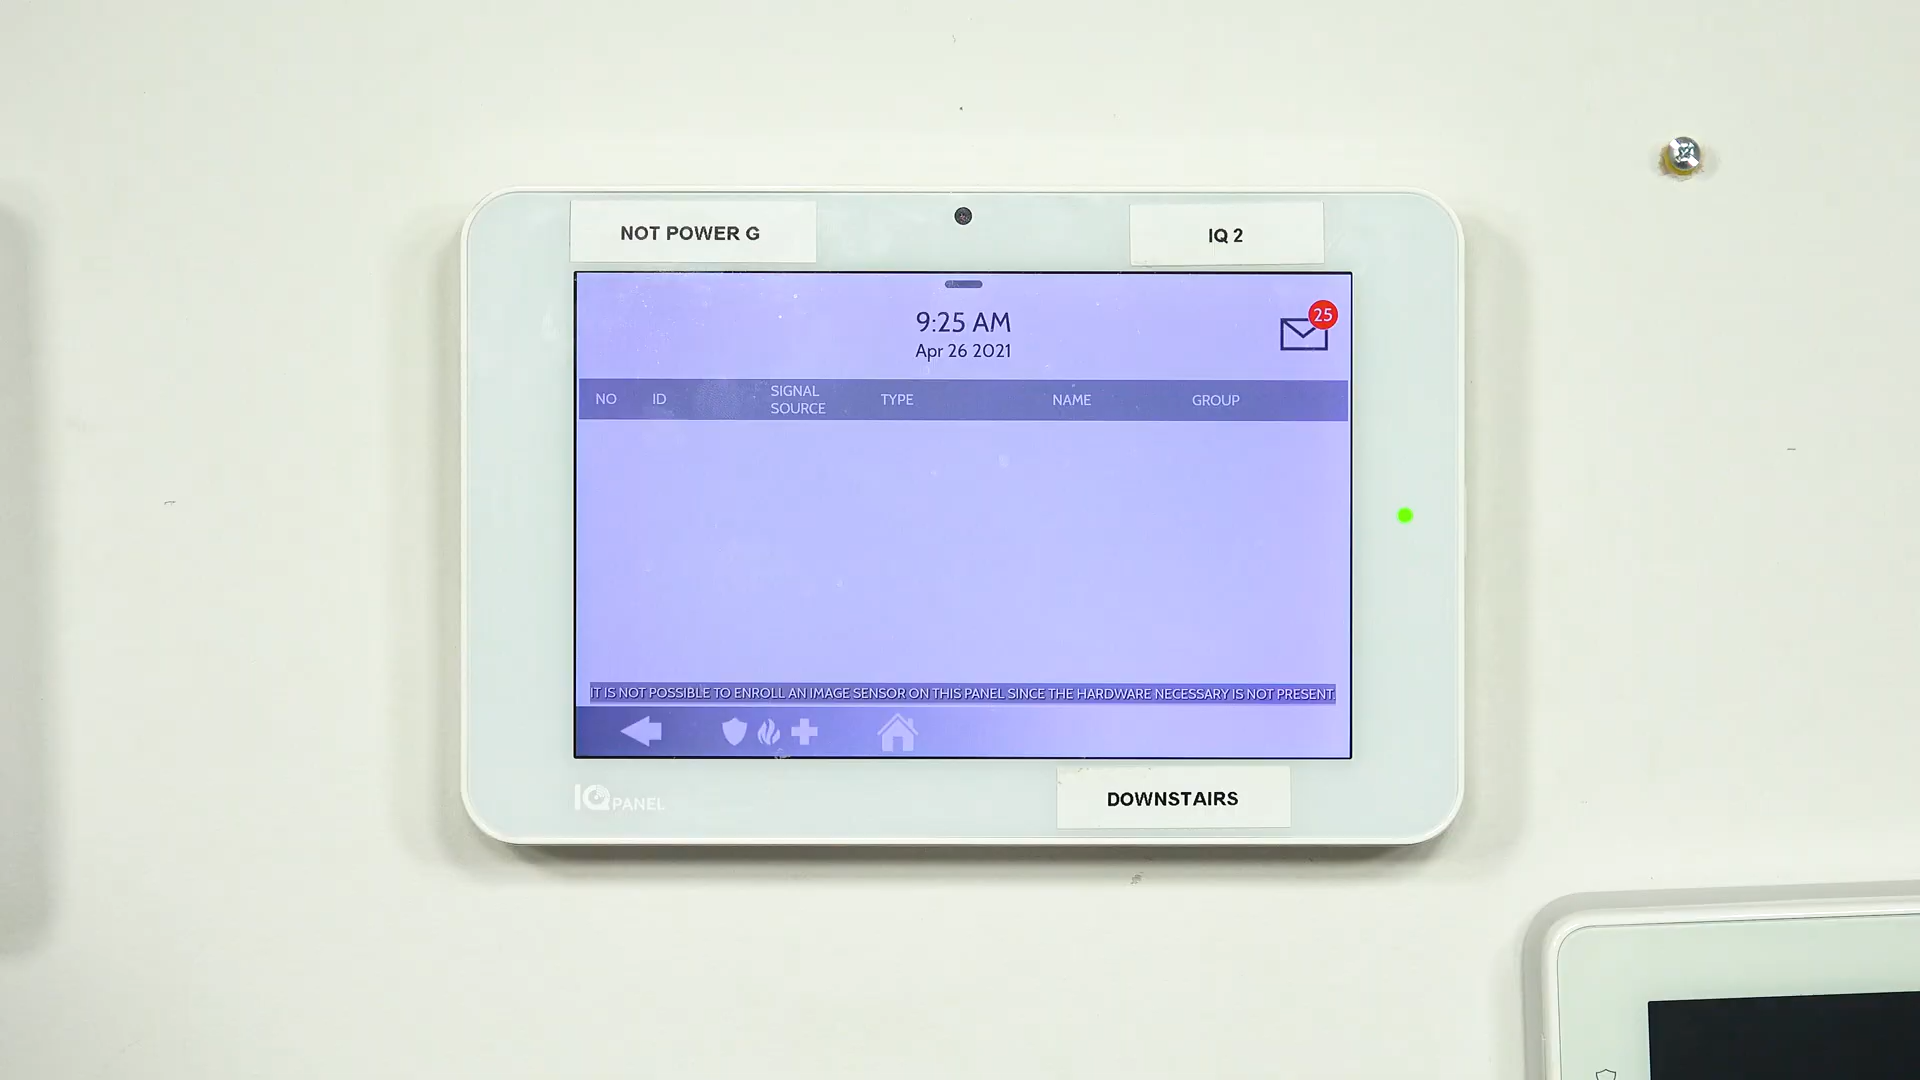 NOT POWER G
IQ 2
9:25 AM
25
Apr 26 2021
NO ID SIGNAL SOURCE TYPE NAME GROUP
IT IS NOT POSSIBLE TO ENROLL AN IMAGE SENSOR ON THIS PANEL SINCE THE HARDWARE NECESSARY IS NOT PRESENT.
IQ PANEL
DOWNSTAIRS